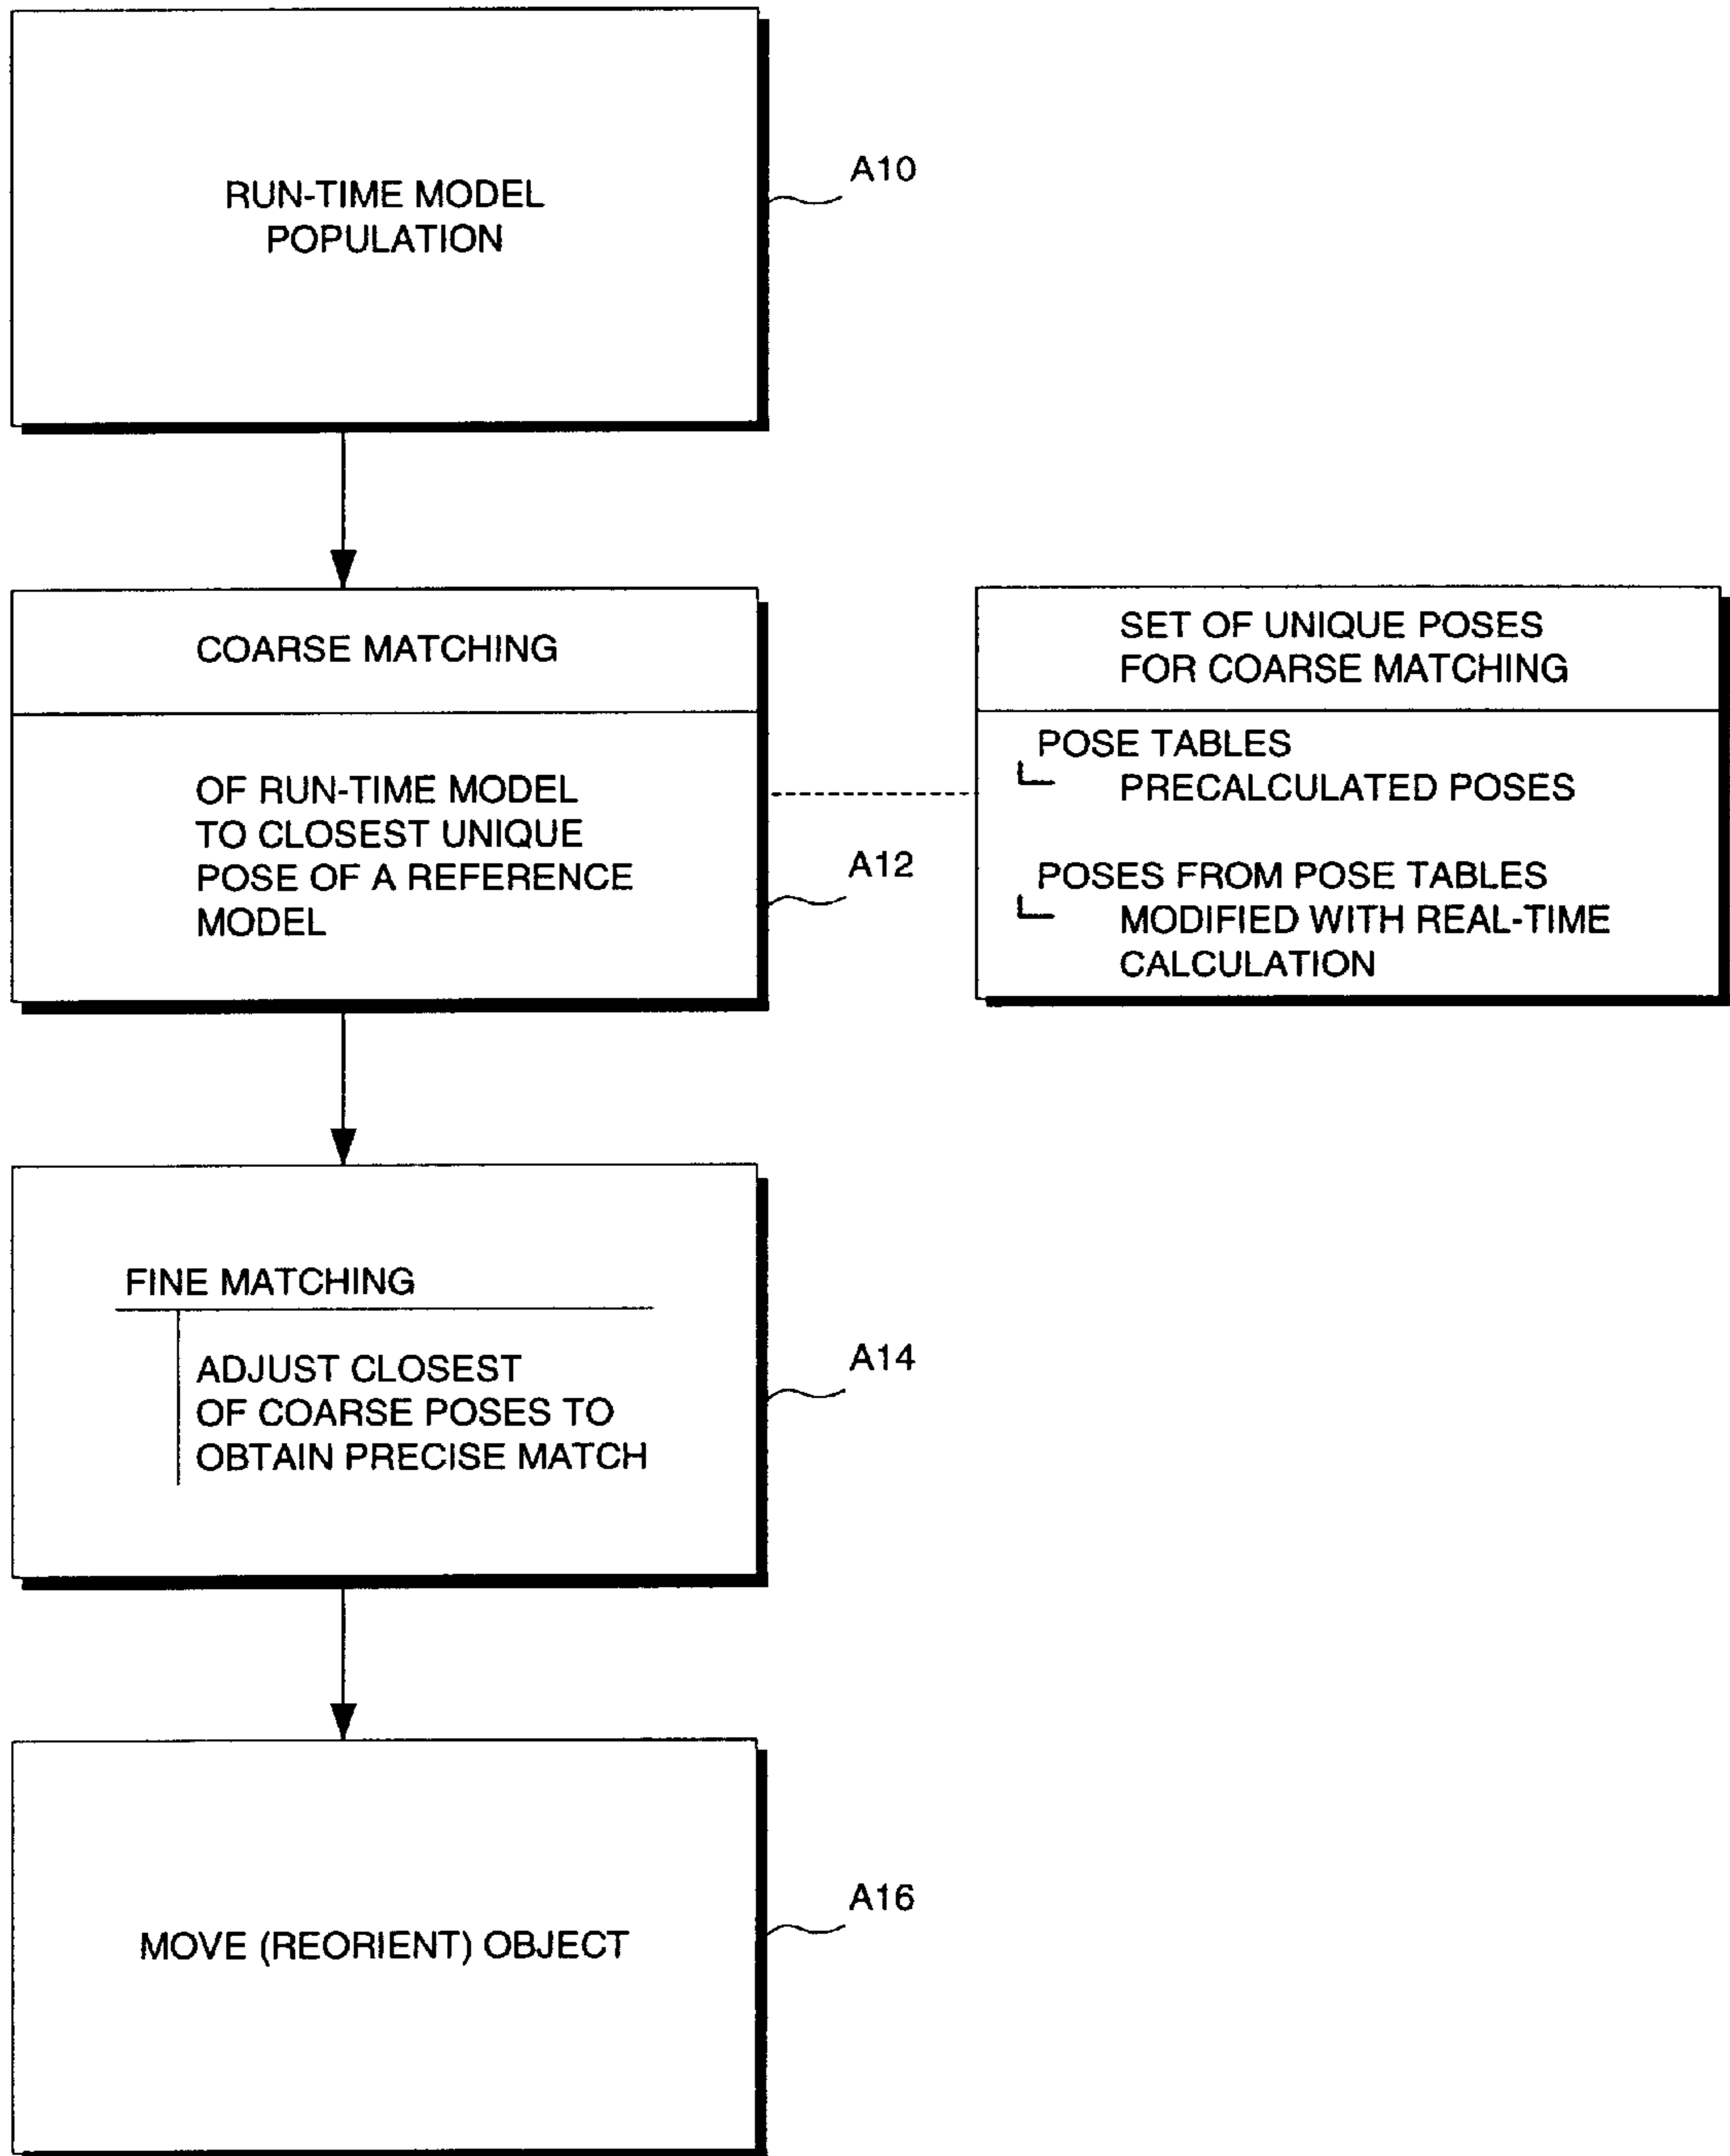 RUN-TIME MODEL
POPULATION
A10
COARSE MATCHING
OF RUN-TIME MODEL
TO CLOSEST UNIQUE
POSE OF A REFERENCE
MODEL
A12
SET OF UNIQUE POSES
FOR COARSE MATCHING
POSE TABLES
PRECALCULATED POSES
POSES FROM POSE TABLES
MODIFIED WITH REAL-TIME
CALCULATION
FINE MATCHING
ADJUST CLOSEST
OF COARSE POSES TO
OBTAIN PRECISE MATCH
A14
MOVE (REORIENT) OBJECT
A16